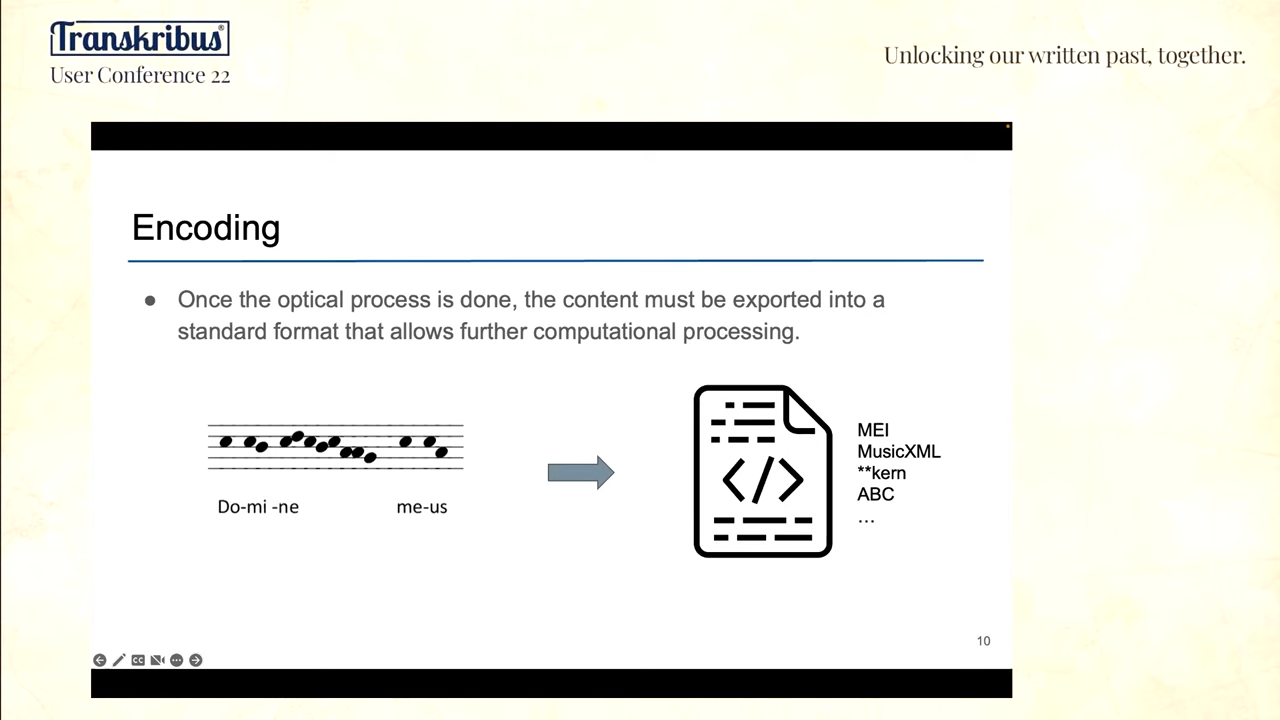 Transkribus®
User Conference 22
Unlocking our written past, together.
Encoding
● Once the optical process is done, the content must be exported into a
standard format that allows further computational processing.
Do-mi -ne me-us
</>
MEI
MusicXML
**kern
ABC
…
10
CC